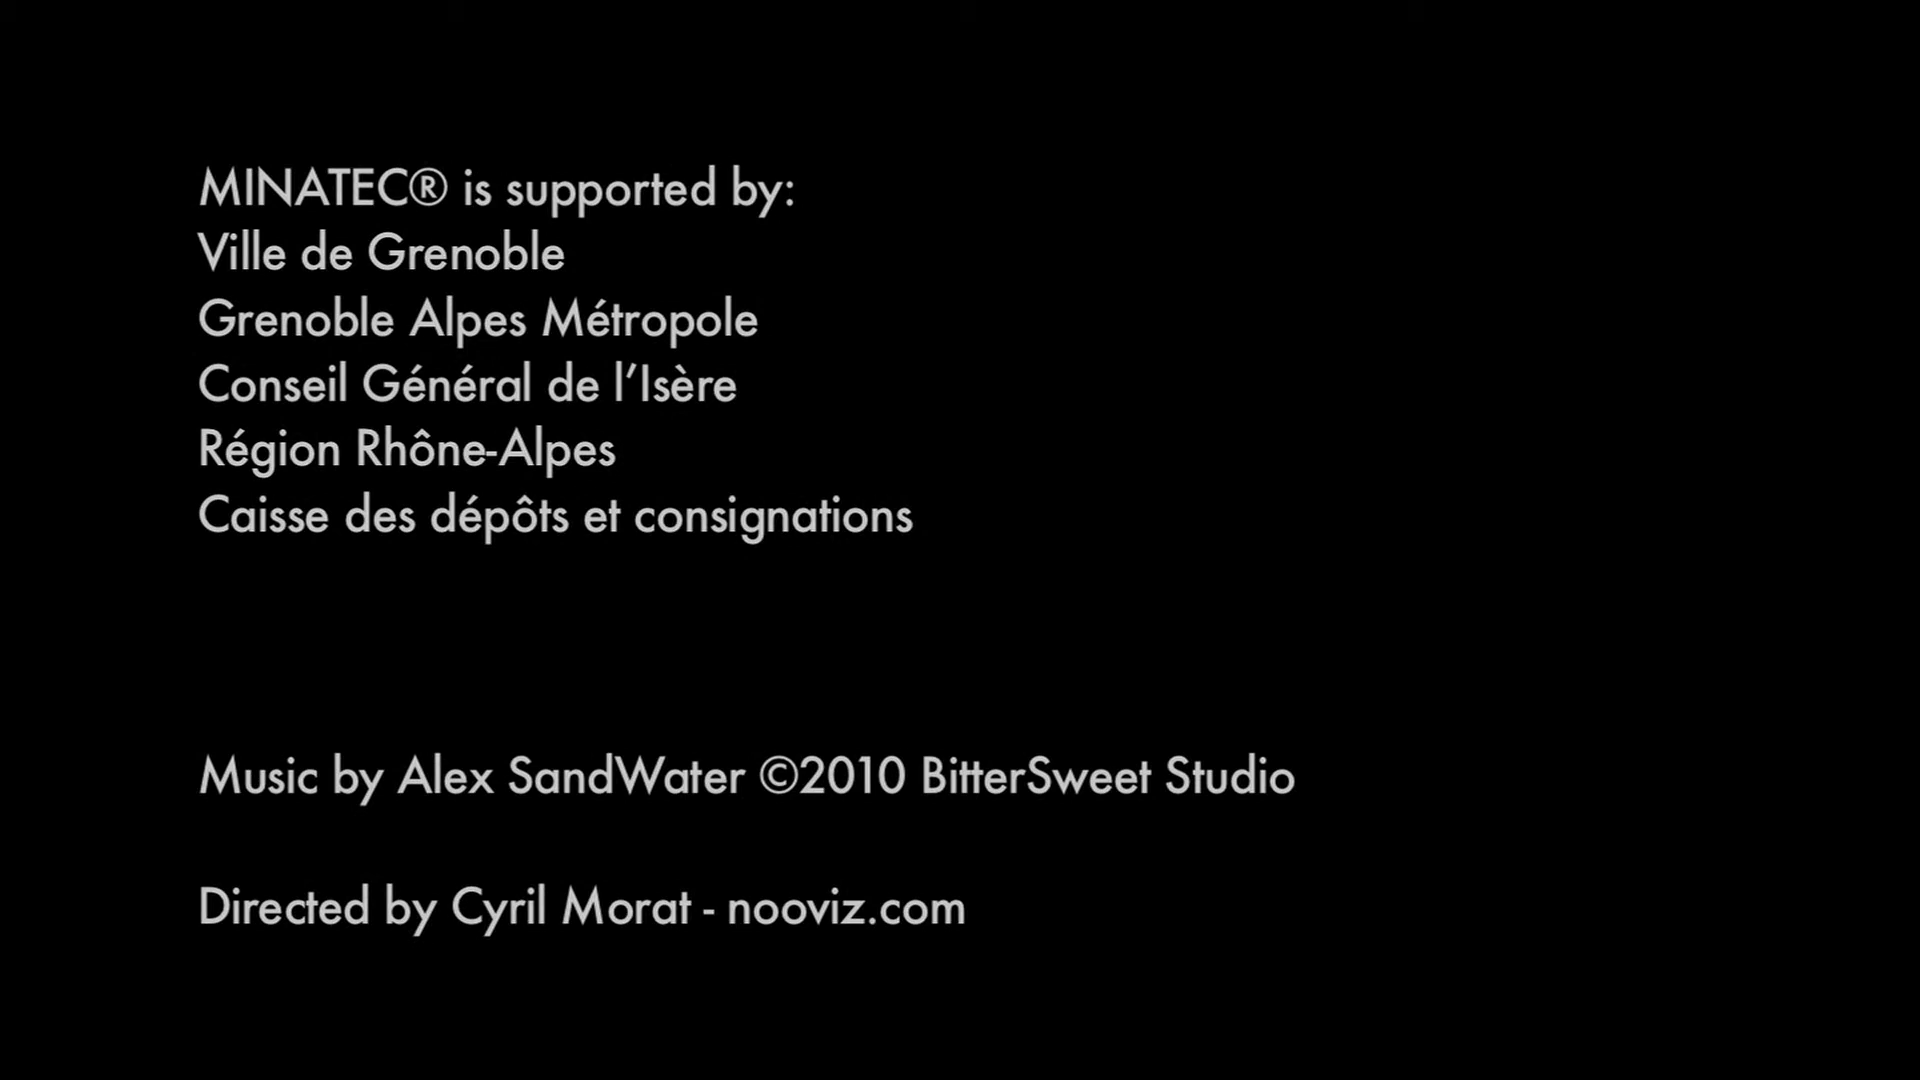 MINATEC® is supported by:
Ville de Grenoble
Grenoble Alpes Métropole
Conseil Général de l’Isère
Région Rhône-Alpes
Caisse des dépôts et consignations
Music by Alex SandWater ©2010 BitterSweet Studio
Directed by Cyril Morat - nooviz.com